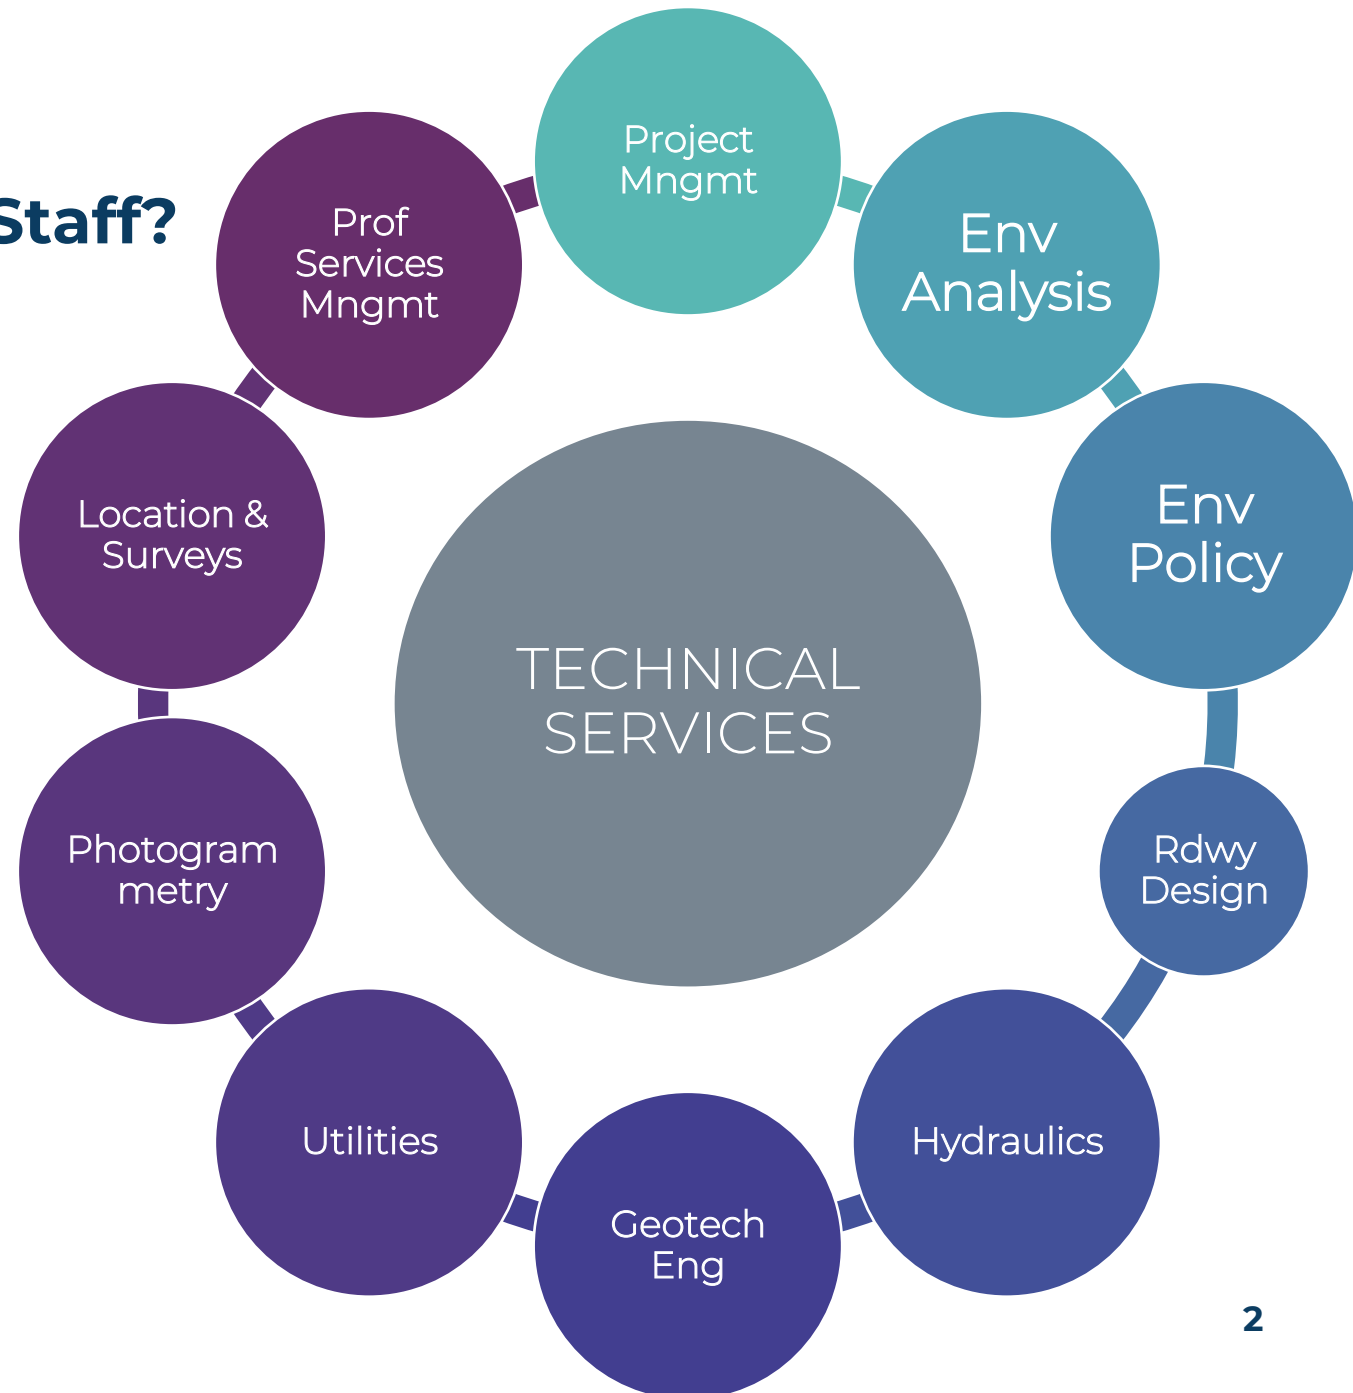 Staff?
Project
Mngmt
Env
Analysis
Env
Policy
Rdwy
Design
Hydraulics
Geotech
Eng
Utilities
Photogram
metry
Location &
Surveys
Prof
Services
Mngmt
TECHNICAL
SERVICES
2